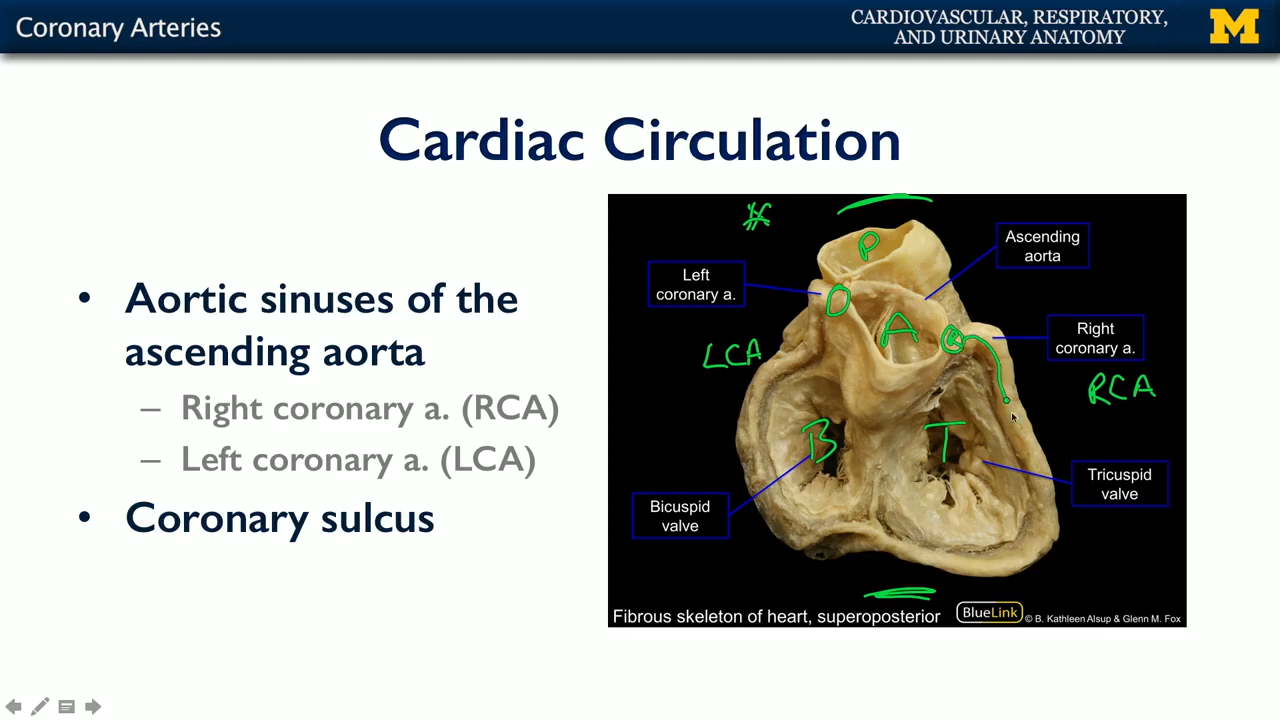 Coronary Arteries
CARDIOVASCULAR, RESPIRATORY,
AND URINARY ANATOMY
M
Cardiac Circulation
• Aortic sinuses of the
ascending aorta
– Right coronary a. (RCA)
– Left coronary a. (LCA)
• Coronary sulcus
P
Ascending
aorta
Left
coronary a.
A
R
Right
coronary a.
LCA
RCA
B
T
Tricuspid
valve
Bicuspid
valve
Fibrous skeleton of heart, superoposterior
BlueLink
© B. Kathleen Alsup & Glenn M. Fox